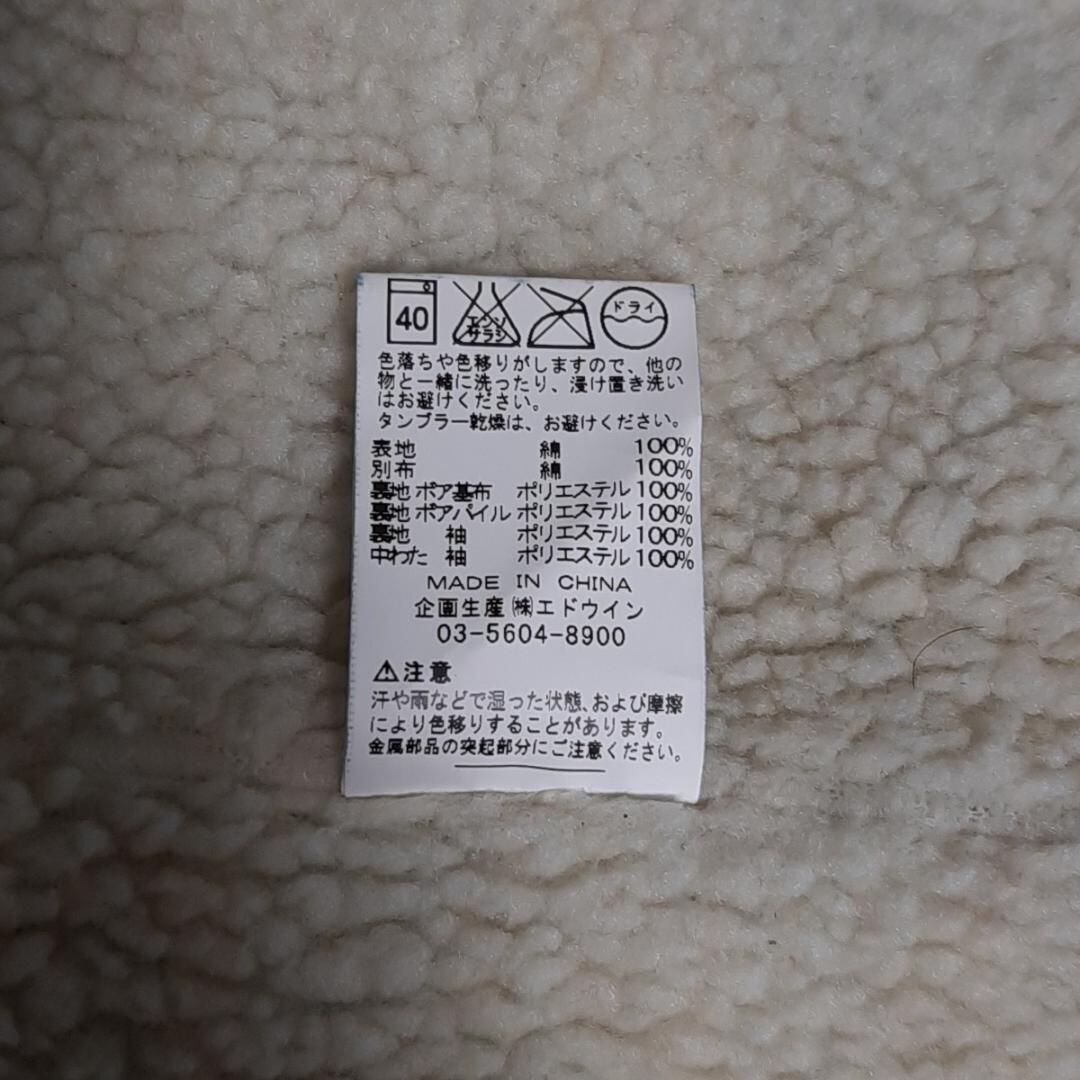 40 エンソ サラシ ドライ
色落ちや色移りがしますので、他の
物と一緒に洗ったり、浸け置き洗い
はお避けください。
タンブラー乾燥は、お避けください。
表地 綿 100%
別布 綿 100%
裏地 ボア基布 ポリエステル 100%
裏地 ボアパイル ポリエステル 100%
裏地 袖 ポリエステル 100%
中わた 袖 ポリエステル 100%
MADE IN CHINA
企画生産 ㈱エドウイン
03-5604-8900
⚠注意
汗や雨などで湿った状態、および摩擦
により色移りすることがあります。
金属部品の突起部分にご注意ください。